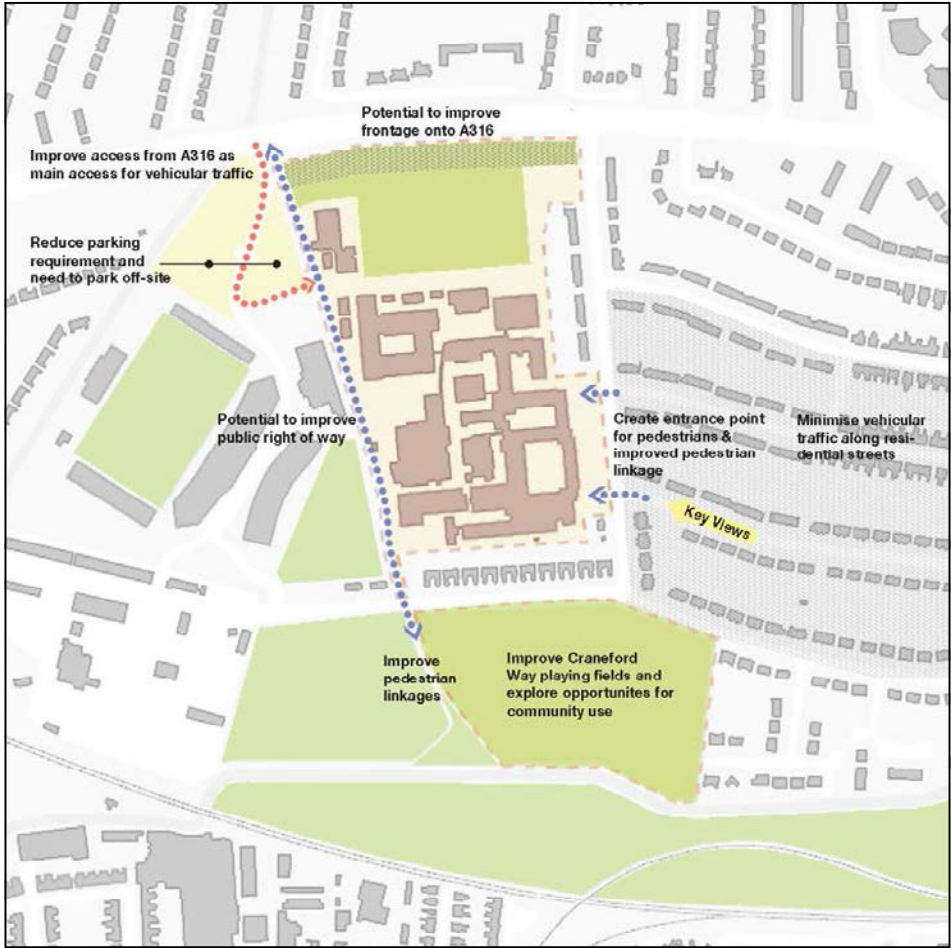 Potential to improve
frontage onto A316
Improve access from A316 as
main access for vehicular traffic
Reduce parking
requirement and
need to park off-site
Potential to improve
public right of way
Create entrance point
for pedestrians &
improved pedestrian
linkage
Minimise vehicular
traffic along resi-
dential streets
Key Views
Improve
pedestrian
linkages
Improve Craneford
Way playing fields and
explore opportunites for
community use